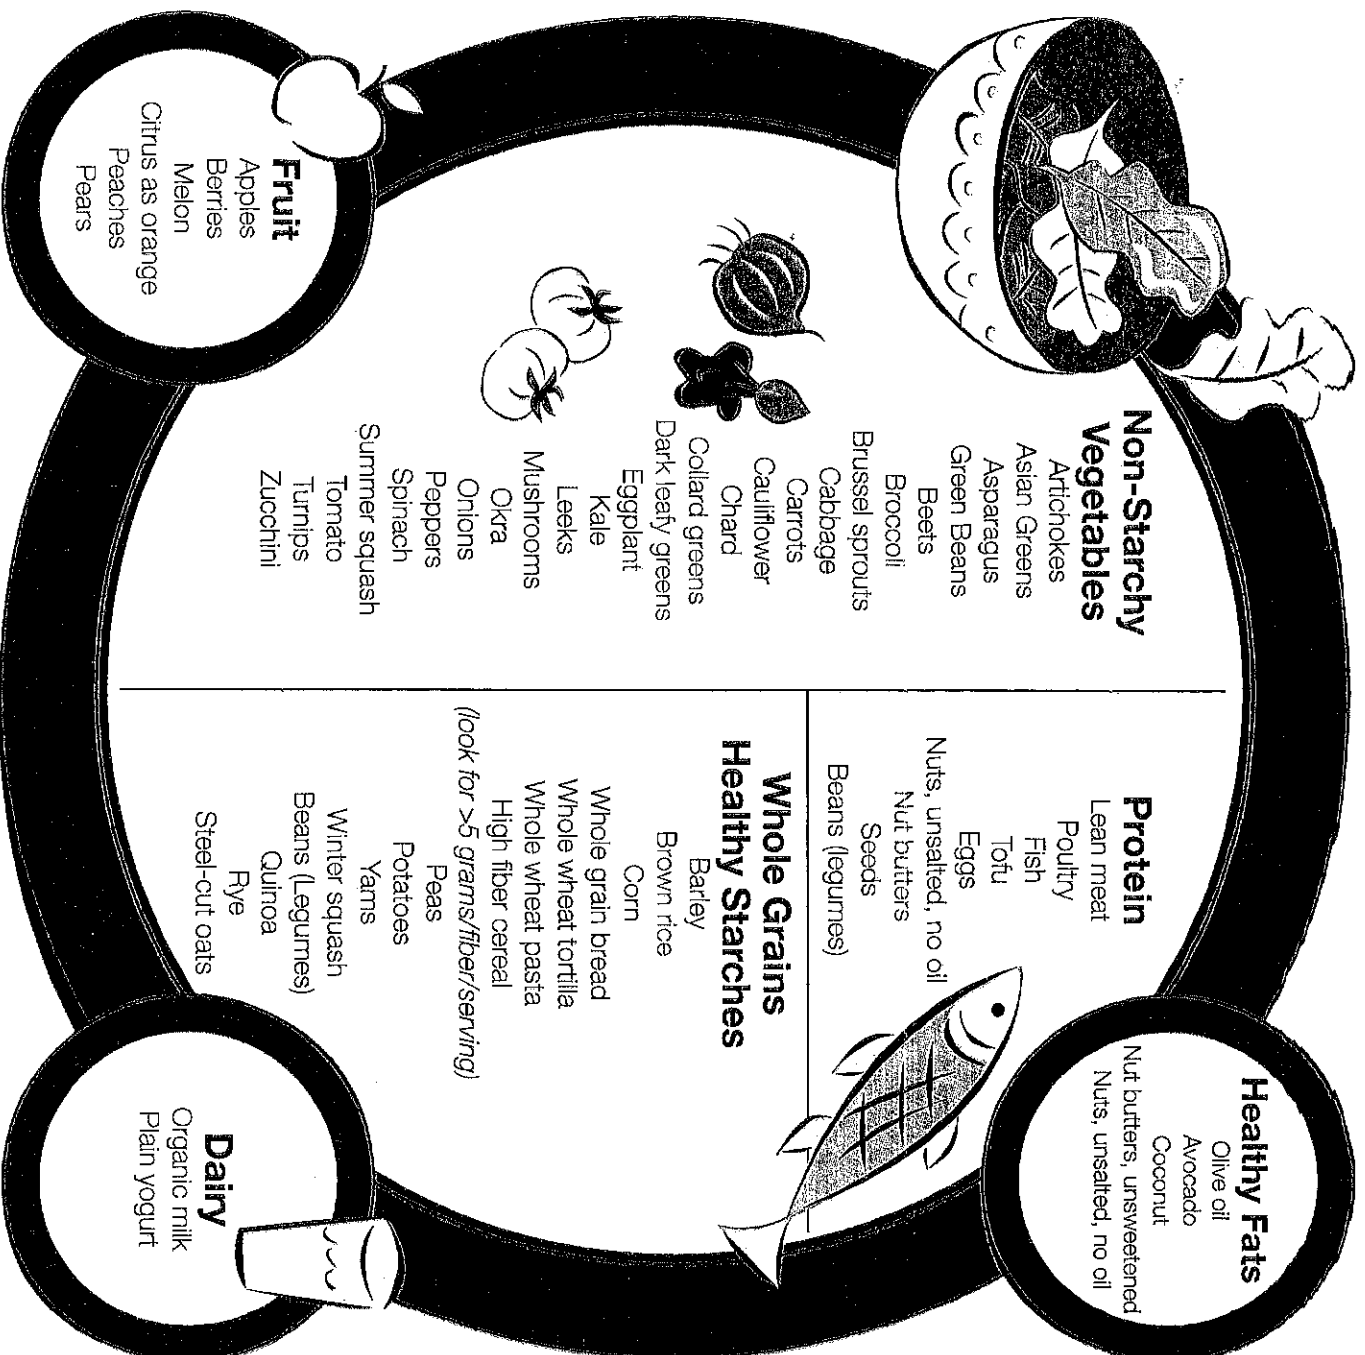 Non-Starchy
Vegetables
Artichokes
Asian Greens
Asparagus
Green Beans
Beets
Broccoli
Brussel sprouts
Cabbage
Carrots
Cauliflower
Chard
Collard greens
Dark leafy greens
Eggplant
Kale
Leeks
Mushrooms
Okra
Onions
Peppers
Spinach
Summer squash
Tomato
Turnips
Zucchini
Protein
Lean meat
Poultry
Fish
Tofu
Eggs
Nuts, unsalted, no oil
Nut butters
Seeds
Beans (legumes)
Whole Grains
Healthy Starches
Barley
Brown rice
Corn
Whole grain bread
Whole wheat tortilla
Whole wheat pasta
High fiber cereal
(look for >5 grams/fiber/serving)
Peas
Potatoes
Yams
Winter squash
Beans (Legumes)
Quinoa
Rye
Steel-cut oats
Healthy Fats
Olive oil
Avocado
Coconut
Nut butters, unsweetened
Nuts, unsalted, no oil
Fruit
Apples
Berries
Melon
Citrus as orange
Peaches
Pears
Dairy
Organic milk
Plain yogurt